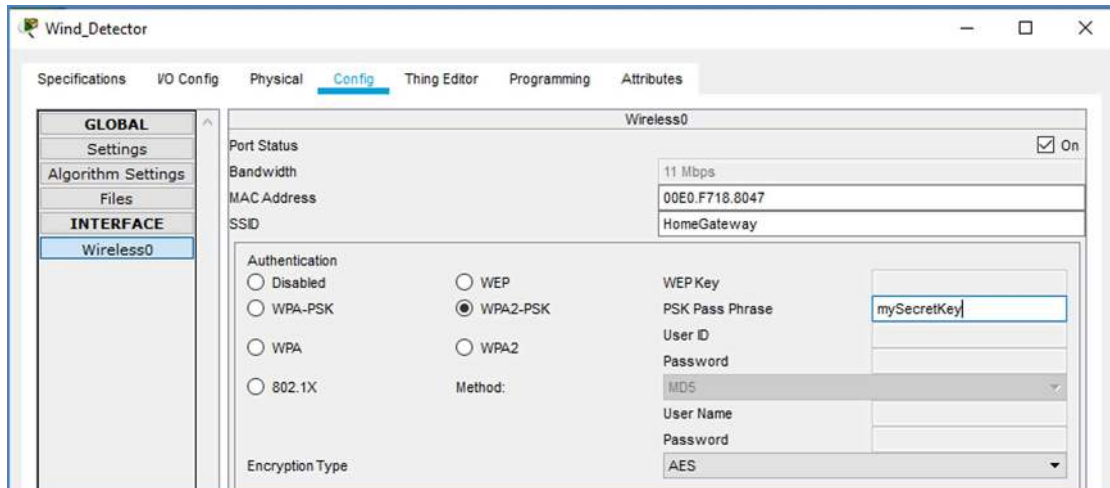 Wind_Detector
Specifications I/O Config Physical Config Thing Editor Programming Attributes
GLOBAL
Settings
Algorithm Settings
Files
INTERFACE
Wireless0
Wireless0
Port Status On
Bandwidth 11 Mbps
MAC Address 00E0.F718.8047
SSID HomeGateway
Authentication
Disabled WEP WEP Key
WPA-PSK WPA2-PSK PSK Pass Phrase mySecretKey
User ID
WPA WPA2
Password
802.1X Method: MD5
User Name
Password
Encryption Type AES